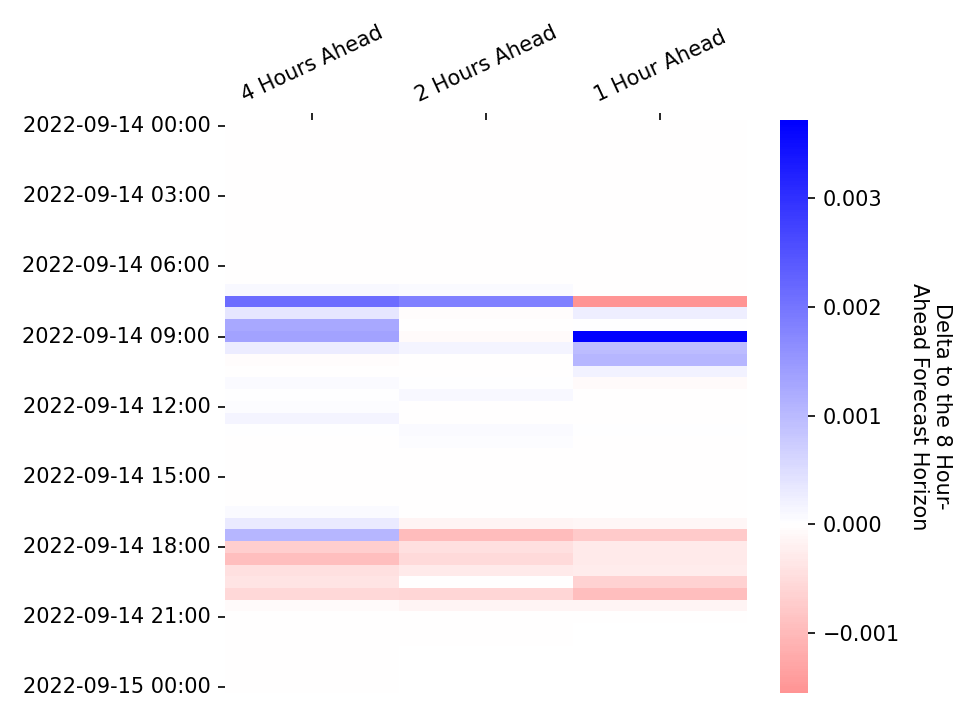 4 Hours Ahead
2 Hours Ahead
1 Hour Ahead
2022-09-14 00:00
2022-09-14 03:00
2022-09-14 06:00
2022-09-14 09:00
2022-09-14 12:00
2022-09-14 15:00
2022-09-14 18:00
2022-09-14 21:00
2022-09-15 00:00
0.003
0.002
0.001
0.000
−0.001
Delta to the 8 Hour-
Ahead Forecast Horizon